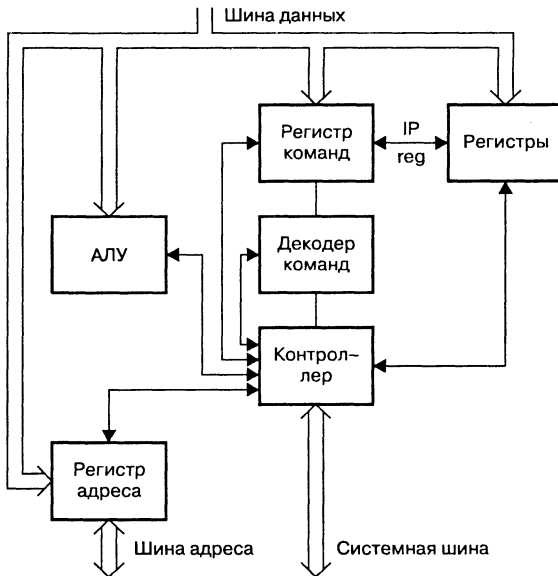 Шина данных
Регистр
команд
IP
reg
Регистры
АЛУ
Декодер
команд
Контрол~
лер
Регистр
адреса
Шина адреса
Системная шина